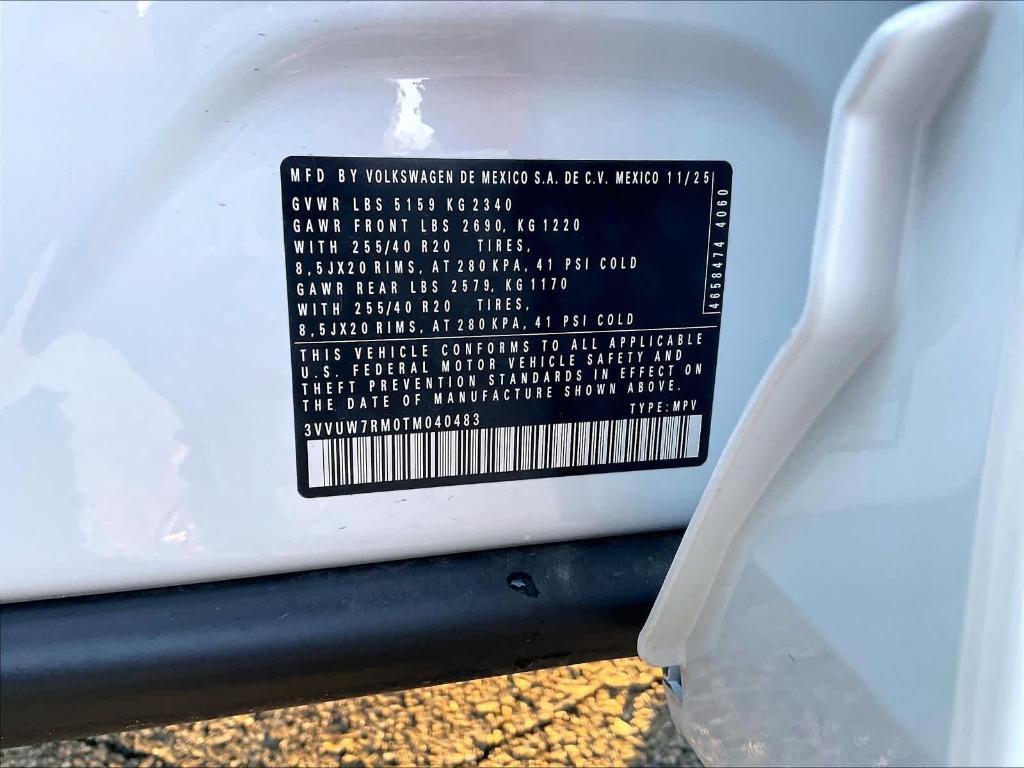 MFD BY VOLKSWAGEN DE MEXICO S.A. DE C.V. MEXICO 11/25
GVWR LBS 5159 KG 2340
GAWR FRONT LBS 2690, KG 1220
WITH 255/40 R20 TIRES,
8,5JX20 RIMS, AT 280 KPA, 41 PSI COLD
GAWR REAR LBS 2579, KG 1170
WITH 255/40 R20 TIRES,
8,5JX20 RIMS, AT 280 KPA, 41 PSI COLD
4658474 4060
THIS VEHICLE CONFORMS TO ALL APPLICABLE
U.S. FEDERAL MOTOR VEHICLE SAFETY AND
THEFT PREVENTION STANDARDS IN EFFECT ON
THE DATE OF MANUFACTURE SHOWN ABOVE.
3VVUW7RM0TM040483 TYPE: MPV